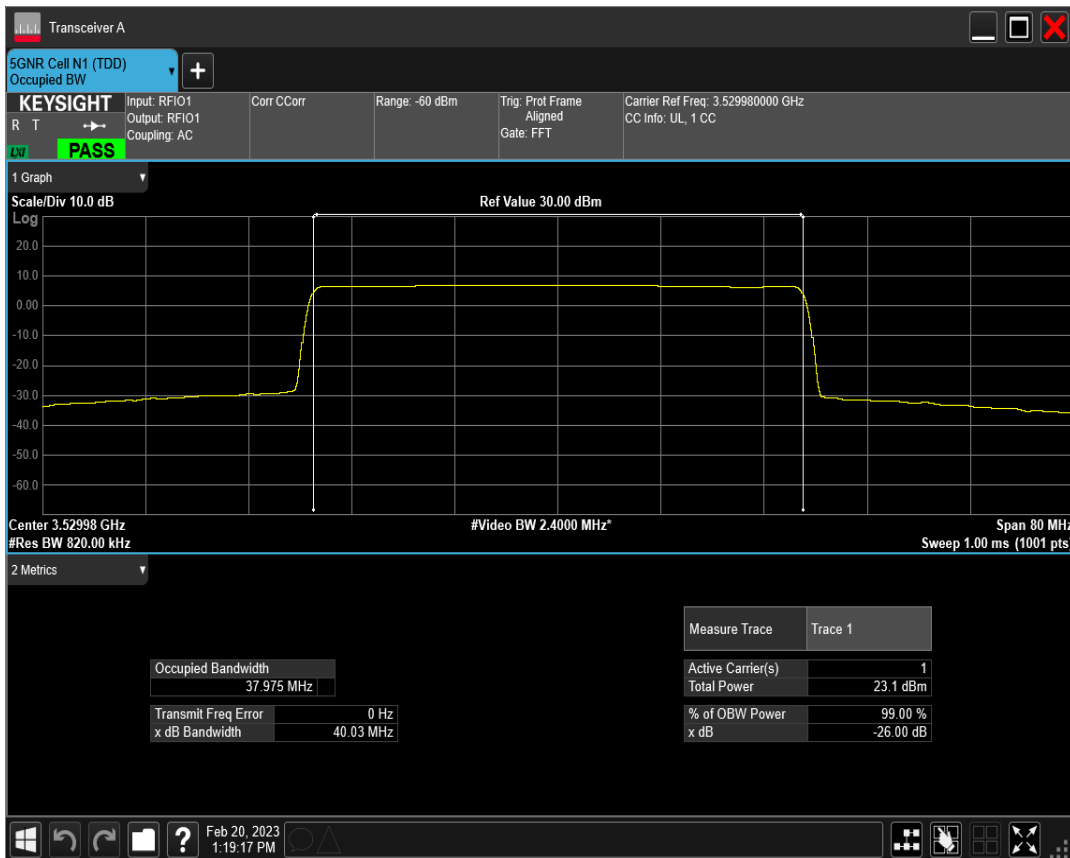 Transceiver A
5GNR Cell N1 (TDD)
Occupied BW
KEYSIGHT
R T
LXI
PASS
Input: RFIO1
Output: RFIO1
Coupling: AC
Corr CCorr
Range: -60 dBm
Trig: Prot Frame
Aligned
Gate: FFT
Carrier Ref Freq: 3.529980000 GHz
CC Info: UL, 1 CC
1 Graph
Scale/Div 10.0 dB
Ref Value 30.00 dBm
Log
20.0
10.0
0.00
-10.0
-20.0
-30.0
-40.0
-50.0
-60.0
Center 3.52998 GHz
#Video BW 2.4000 MHz*
Span 80 MHz
#Res BW 820.00 kHz
Sweep 1.00 ms (1001 pts)
2 Metrics
Measure Trace Trace 1
Occupied Bandwidth
37.975 MHz
Active Carrier(s) 1
Total Power 23.1 dBm
Transmit Freq Error 0 Hz
x dB Bandwidth 40.03 MHz
% of OBW Power 99.00 %
x dB -26.00 dB
?
Feb 20, 2023
1:19:17 PM